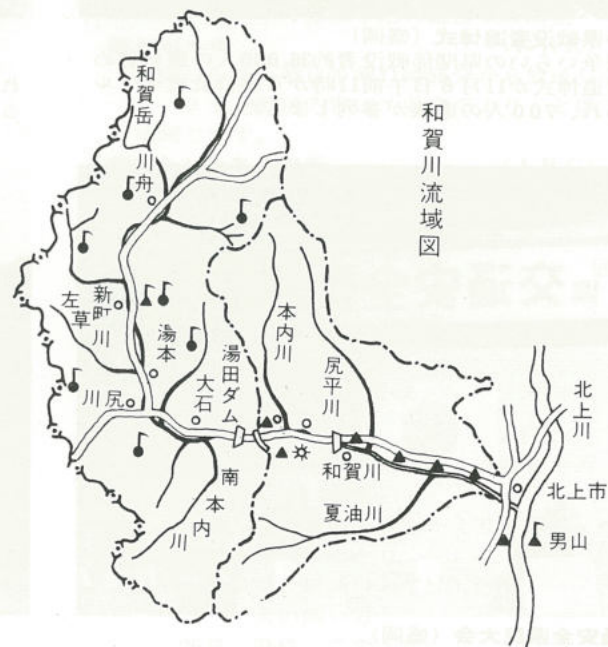 和賀川流域図
和賀岳
川舟
左草川
新町
湯本
川尻
大石
湯田ダム
本内川
尻平川
南本内川
和賀川
夏油川
北上川
北上市
男山